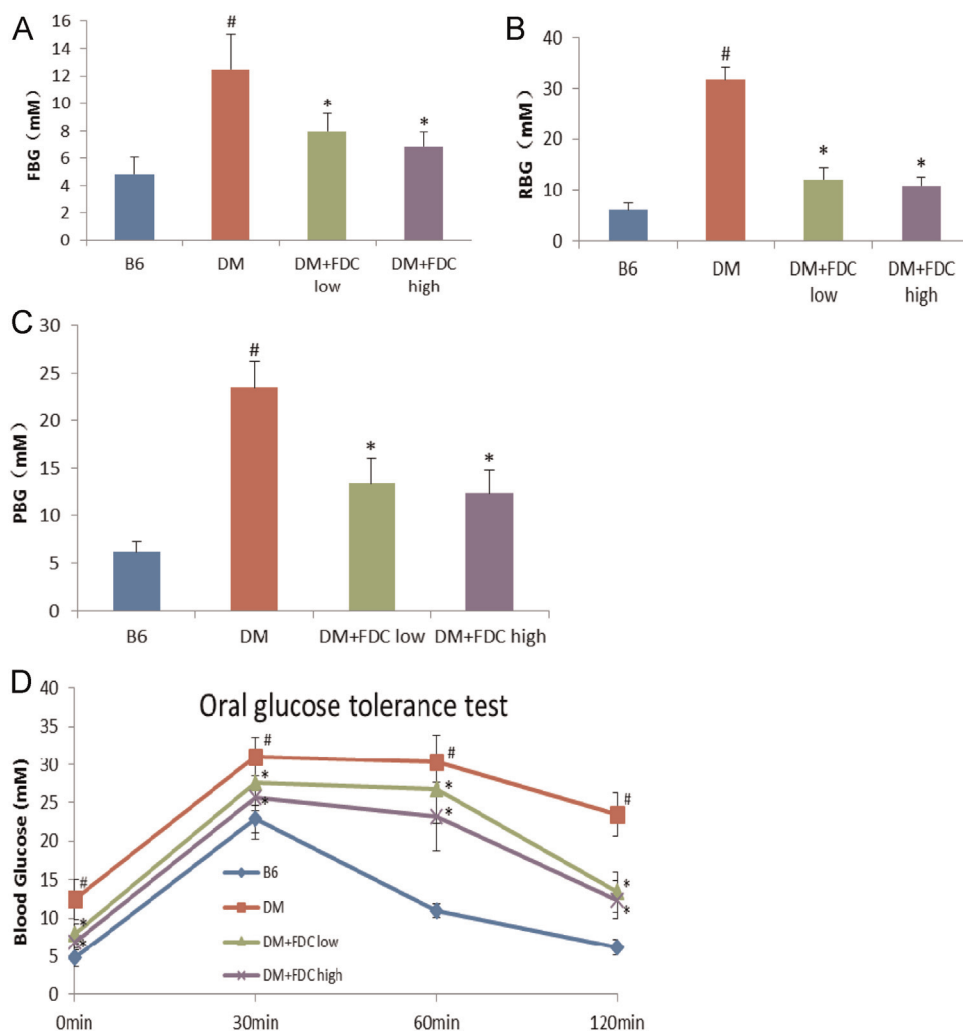 A
16
14
12
10
8
6
4
2
0
FBG (mM)
#
*
*
B6
DM
DM+FDC low
DM+FDC high
B
40
30
20
10
0
RBG (mM)
#
*
*
B6
DM
DM+FDC low
DM+FDC high
C
30
25
20
15
10
5
0
PBG (mM)
#
*
*
B6
DM
DM+FDC low
DM+FDC high
D
Oral glucose tolerance test
40
35
30
25
20
15
10
5
0
Blood Glucose (mM)
#
*
*
#
*
*
#
*
*
#
*
*
B6
DM
DM+FDC low
DM+FDC high
0min
30min
60min
120min